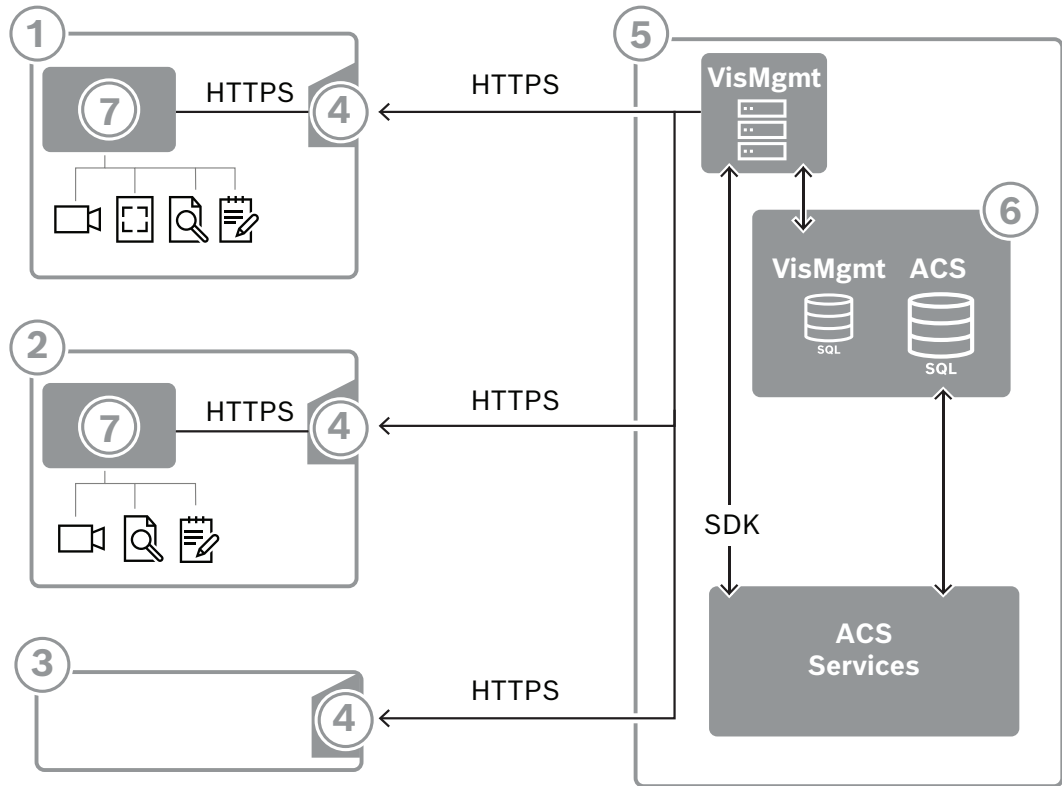 1
7
HTTPS
4
HTTPS
5
VisMgmt
6
VisMgmt
ACS
SQL
SQL
2
7
HTTPS
4
HTTPS
SDK
ACS
Services
3
4
HTTPS